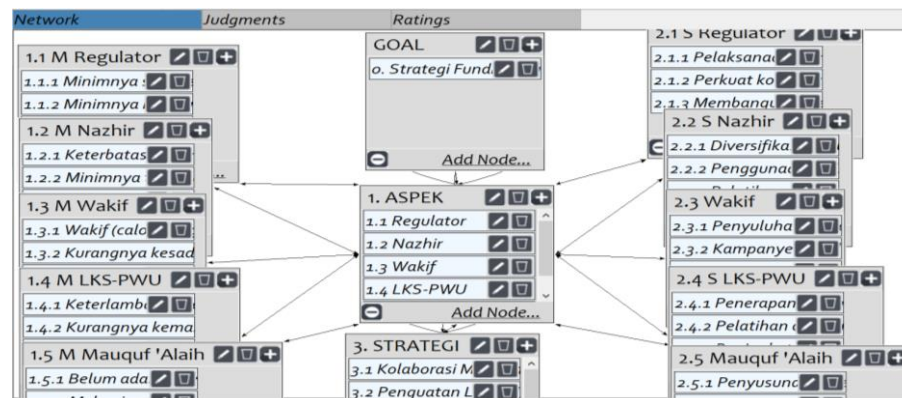 Network Judgments Ratings
1.1 M Regulator
1.1.1 Minimnya
1.1.2 Minimnya
1.2 M Nazhir
1.2.1 Keterbatas
1.2.2 Minimnya
1.3 M Wakif
1.3.1 Wakif (calo
1.3.2 Kurangnya kesad
1.4 M LKS-PWU
1.4.1 Keterlamb
1.4.2 Kurangnya kema
1.5 M Mauquf 'Alaih
1.5.1 Belum ada
GOAL
0. Strategi Fund
Add Node...
1. ASPEK
1.1 Regulator
1.2 Nazhir
1.3 Wakif
1.4 LKS-PWU
Add Node...
3. STRATEGI
3.1 Kolaborasi M
3.2 Penguatan L
2.1 S Regulator
2.1.1 Pelaksana
2.1.2 Perkuat ko
2.1.3 Membangu
2.2 S Nazhir
2.2.1 Diversifika
2.2.2 Pengguna
2.3 Wakif
2.3.1 Penyuluha
2.3.2 Kampanye
2.4 S LKS-PWU
2.4.1 Penerapan
2.4.2 Pelatihan
2.5 Mauquf 'Alaih
2.5.1 Penyusun